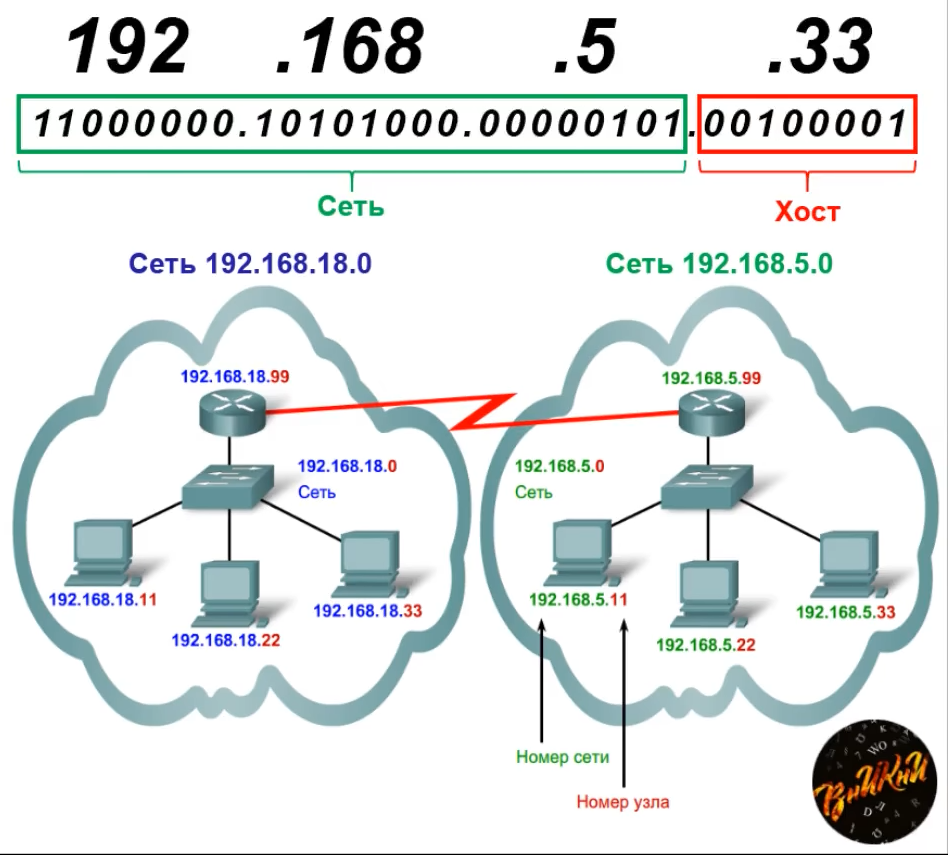 192 .168 .5 .33
11000000.10101000.00000101.00100001
Сеть
Хост
Сеть 192.168.18.0
Сеть 192.168.5.0
192.168.18.99
192.168.5.99
192.168.18.0
Сеть
192.168.5.0
Сеть
192.168.18.11
192.168.18.22
192.168.18.33
192.168.5.11
192.168.5.22
192.168.5.33
Номер сети
Номер узла
ВнИКнИ